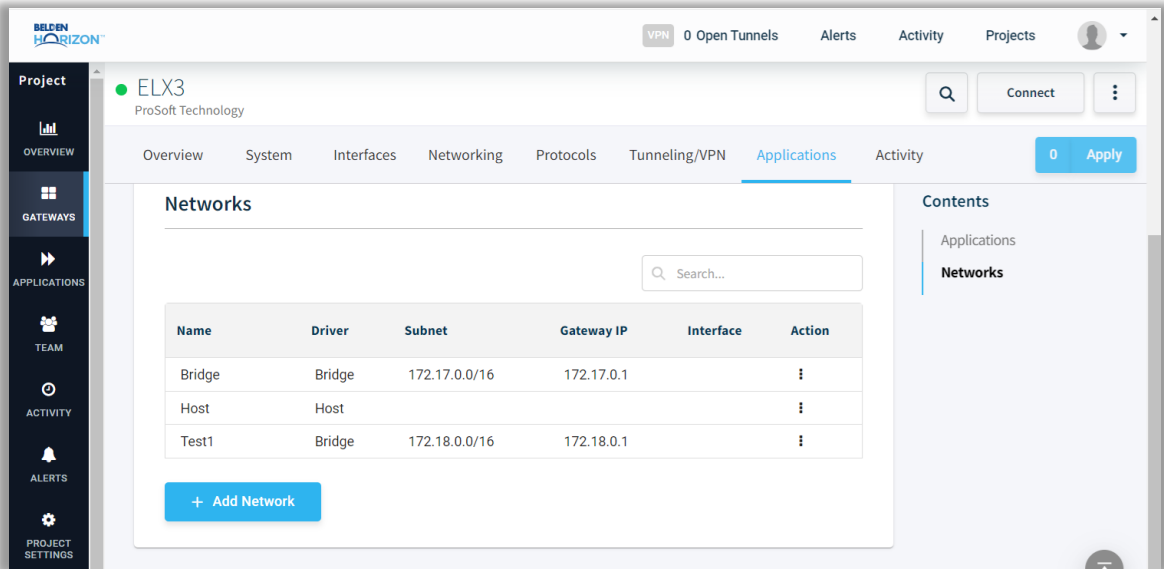 BELDEN
HORIZON™
VPN 0 Open Tunnels Alerts Activity Projects
Project
OVERVIEW
GATEWAYS
APPLICATIONS
TEAM
ACTIVITY
ALERTS
PROJECT
SETTINGS
ELX3
ProSoft Technology
Connect
Overview System Interfaces Networking Protocols Tunneling/VPN Applications Activity
0 Apply
Networks
Search...
Name Driver Subnet Gateway IP Interface Action
Bridge Bridge 172.17.0.0/16 172.17.0.1
Host Host
Test1 Bridge 172.18.0.0/16 172.18.0.1
+ Add Network
Contents
Applications
Networks